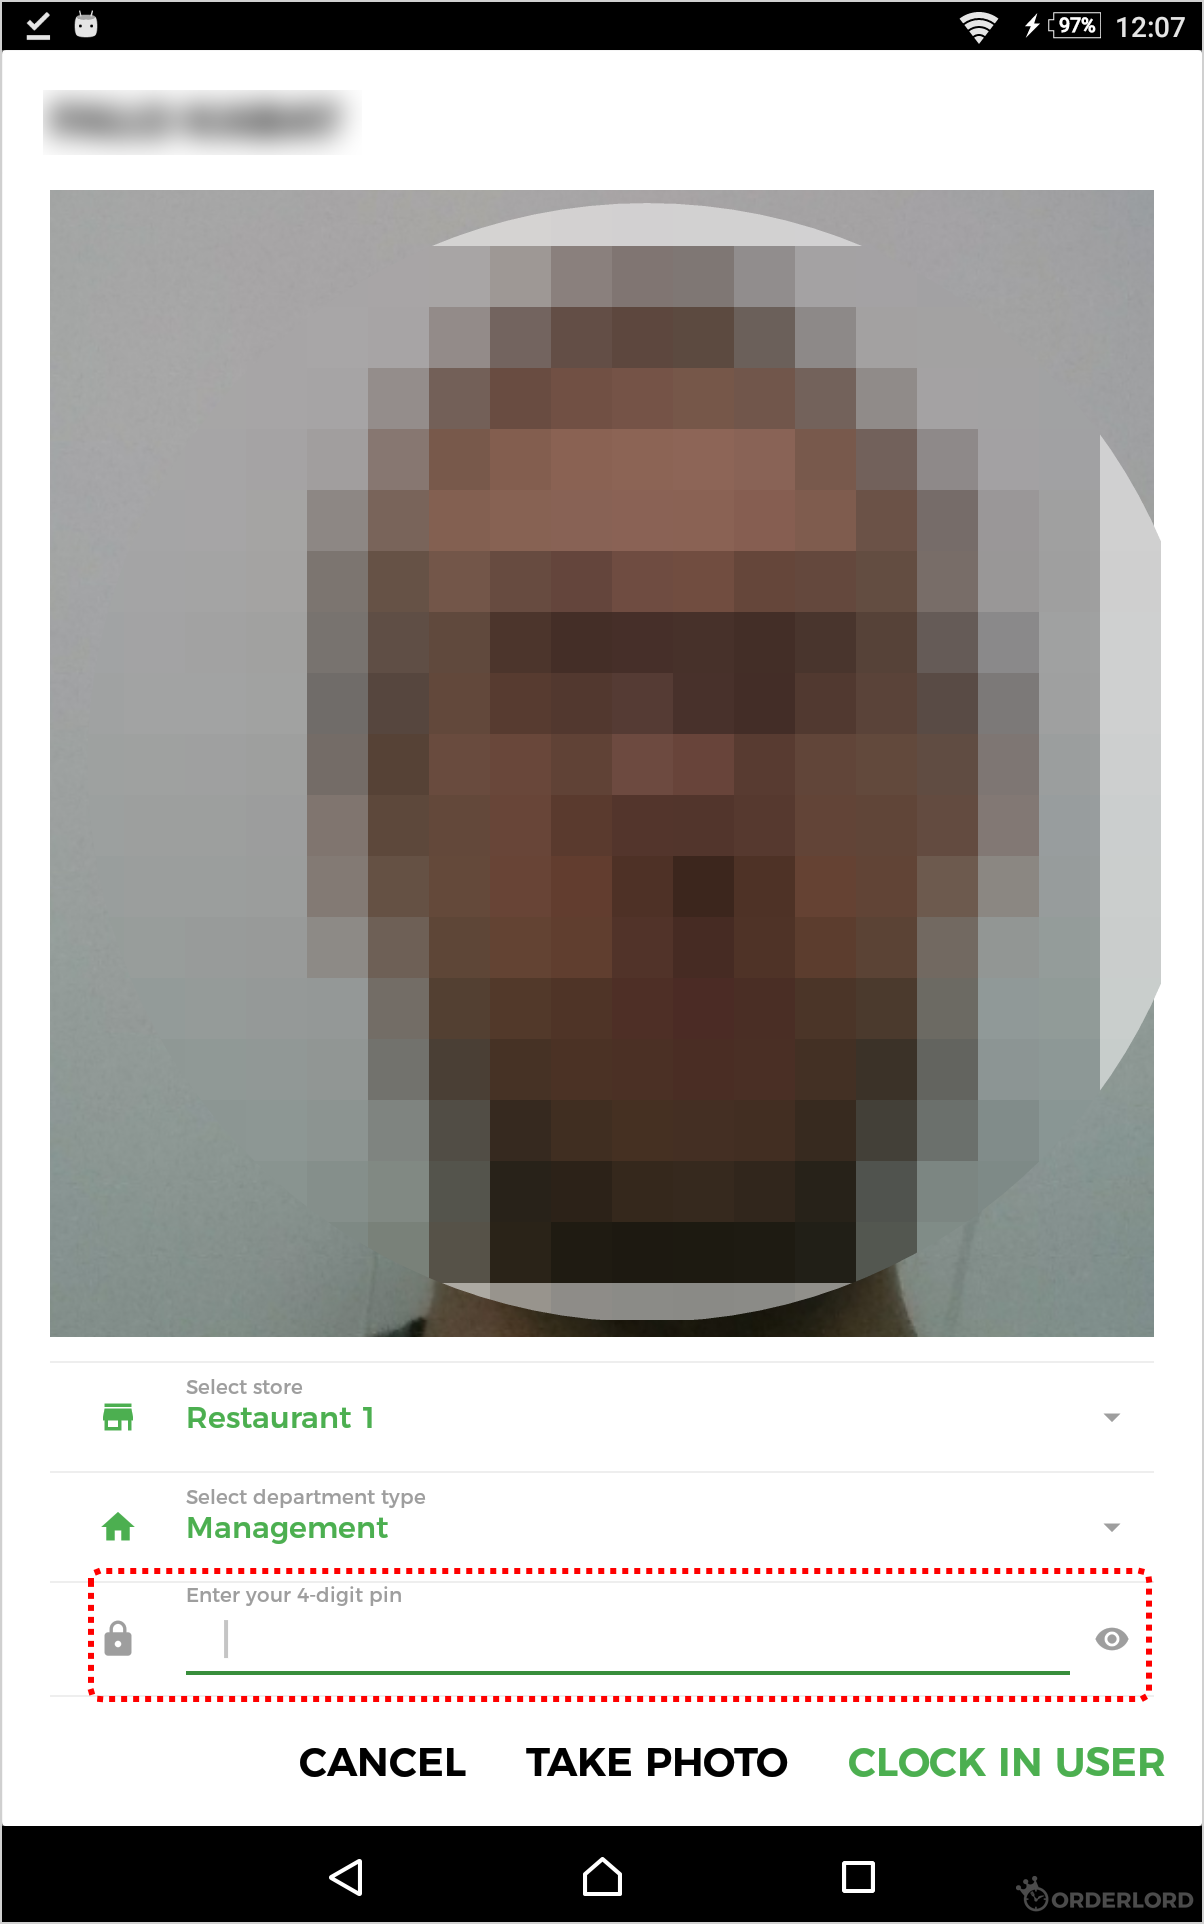 97% 12:07
Select store
Restaurant 1
Select department type
Management
Enter your 4-digit pin
CANCEL TAKE PHOTO CLOCK IN USER
ORDERLORD